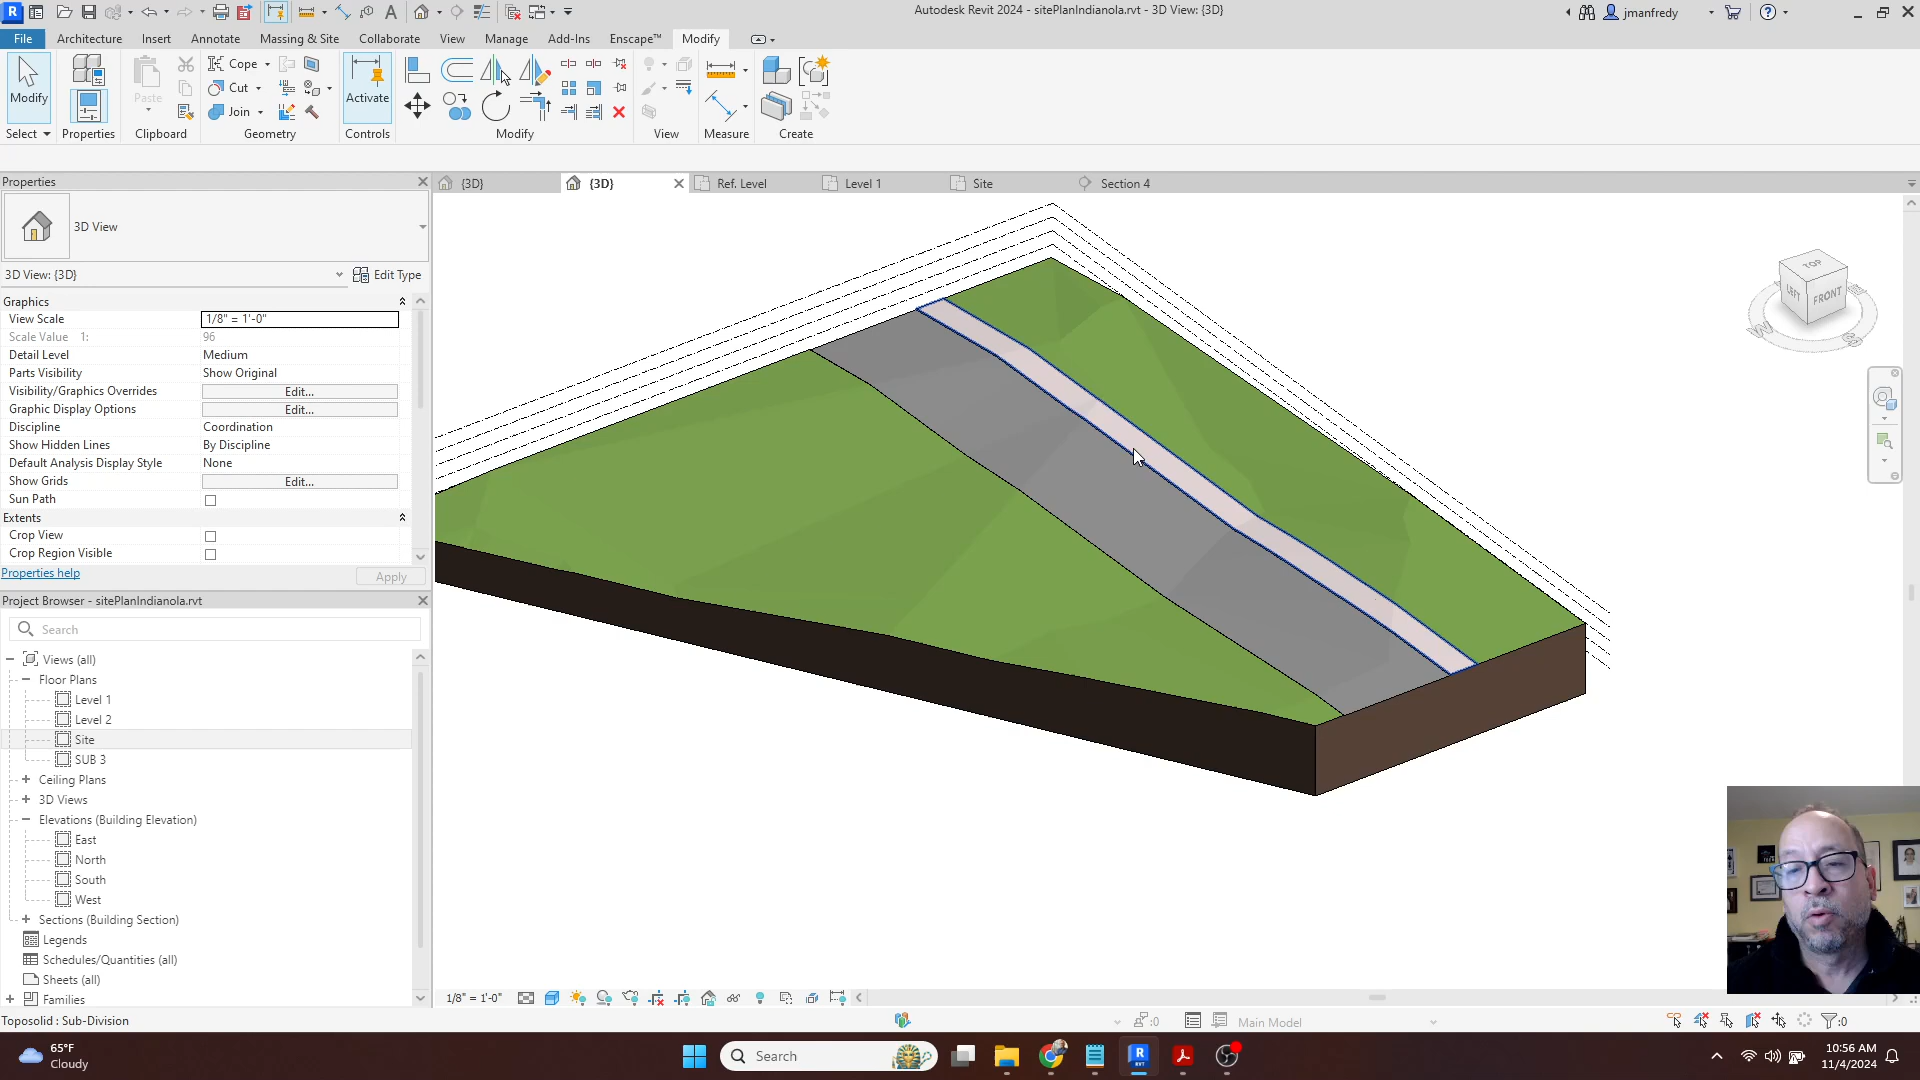 Autodesk Revit 2024 - sitePlanIndianola.rvt - 3D View: {3D}
jmanfredy
File
Architecture
Insert
Annotate
Massing & Site
Collaborate
View
Manage
Add-Ins
Enscape™
Modify
Modify
Paste
Cope
Cut
Join
Activate
Select
Properties
Clipboard
Geometry
Controls
Modify
View
Measure
Create
Properties
{3D}
{3D}
Ref. Level
Level 1
Site
Section 4
3D View
3D View: {3D}
Edit Type
Graphics
View Scale
1/8" = 1'-0"
Scale Value 1:
96
Detail Level
Medium
Parts Visibility
Show Original
Visibility/Graphics Overrides
Edit...
Graphic Display Options
Edit...
Discipline
Coordination
Show Hidden Lines
By Discipline
Default Analysis Display Style
None
Show Grids
Edit...
Sun Path
Extents
Crop View
Crop Region Visible
Properties help
Apply
Project Browser - sitePlanIndianola.rvt
Search
Views (all)
Floor Plans
Level 1
Level 2
Site
SUB 3
Ceiling Plans
3D Views
Elevations (Building Elevation)
East
North
South
West
Sections (Building Section)
Legends
Schedules/Quantities (all)
Sheets (all)
Families
TOP
LEFT
FRONT
W
S
1/8" = 1'-0"
Toposolid : Sub-Division
:0
Main Model
:0
65°F
Cloudy
Search
10:56 AM
11/4/2024